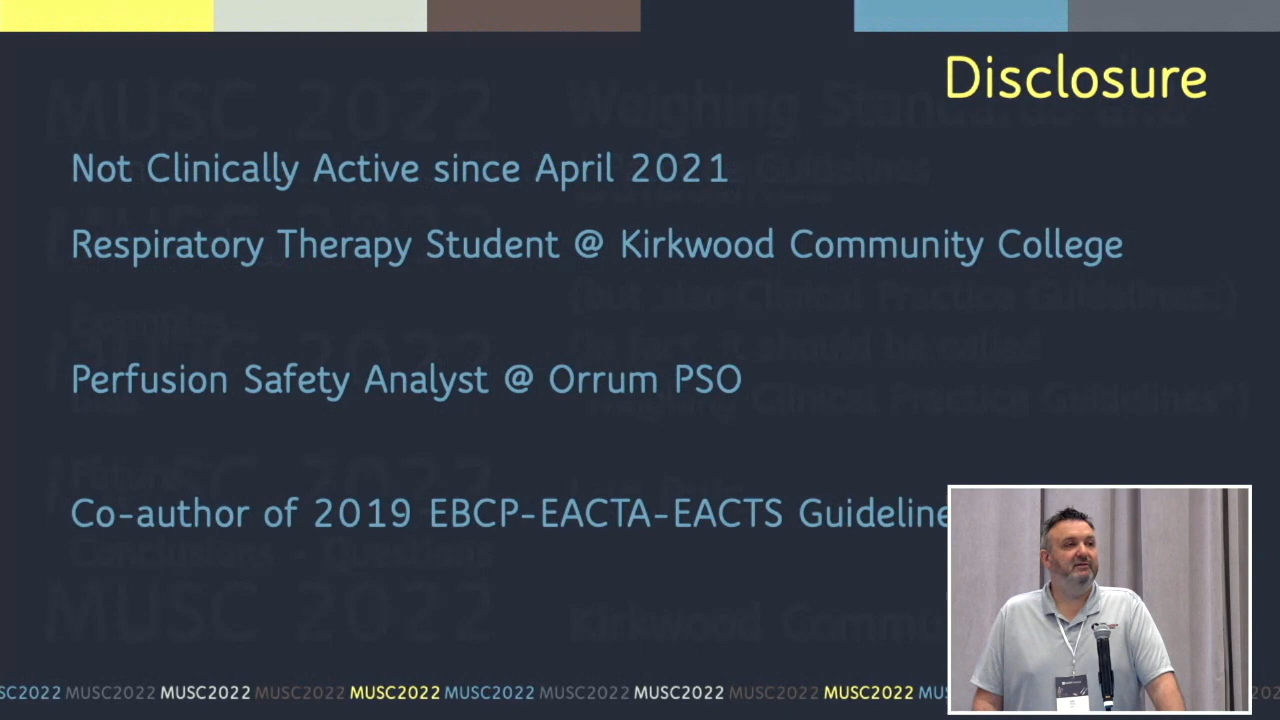 Disclosure
Not Clinically Active since April 2021
Respiratory Therapy Student @ Kirkwood Community College
Perfusion Safety Analyst @ Orrum PSO
Co-author of 2019 EBCP-EACTA-EACTS Guideline
SC2022 MUSC2022 MUSC2022 MUSC2022 MUSC2022 MUSC2022 MUSC2022 MUSC2022 MUSC2022 MUSC2022 MUS